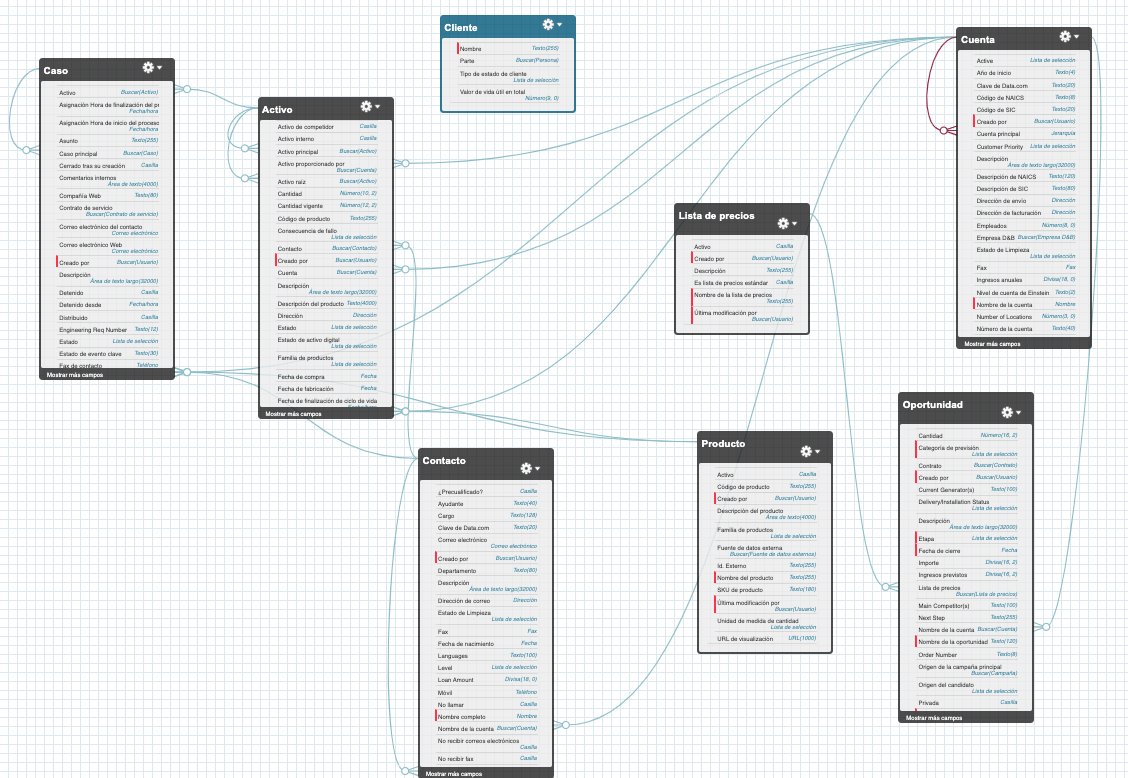 Caso
Activo Buscar(Activo)
Asignación Hora de finalización del pr
Fecha/hora
Asignación Hora de inicio del proceso
Fecha/hora
Asunto Texto(255)
Caso principal Buscar(Caso)
Cerrado tras su creación Casilla
Comentarios internos
Área de texto(4000)
Compañía Web Texto(80)
Contrato de servicio
Buscar(Contrato de servicio)
Correo electrónico del contacto
Correo electrónico
Correo electrónico Web
Correo electrónico
Creado por Buscar(Usuario)
Descripción
Área de texto largo(32000)
Detenido Casilla
Detenido desde Fecha/hora
Distribuido Casilla
Engineering Req Number Texto(12)
Estado Lista de selección
Estado de evento clave Texto(30)
Fax de contacto Teléfono
Mostrar más campos
Activo
Activo de competidor Casilla
Activo interno Casilla
Activo principal Buscar(Activo)
Activo proporcionado por
Buscar(Cuenta)
Activo raíz Buscar(Activo)
Cantidad Número(10, 2)
Cantidad vigente Número(12, 2)
Código de producto Texto(255)
Consecuencia de fallo
Lista de selección
Contacto Buscar(Contacto)
Creado por Buscar(Usuario)
Cuenta Buscar(Cuenta)
Descripción
Área de texto largo(32000)
Descripción del producto Texto(4000)
Dirección Dirección
Estado Lista de selección
Estado de activo digital
Lista de selección
Familia de productos
Lista de selección
Fecha de compra Fecha
Fecha de fabricación Fecha
Fecha de finalización de ciclo de vida
Mostrar más campos
Cliente
Nombre Texto(255)
Parte Buscar(Persona)
Tipo de estado de cliente
Lista de selección
Valor de vida útil en total
Número(9, 0)
Contacto
¿Precualificado? Casilla
Ayudante Texto(40)
Cargo Texto(128)
Clave de Data.com Texto(20)
Correo electrónico
Correo electrónico
Creado por Buscar(Usuario)
Departamento Texto(80)
Descripción
Área de texto largo(32000)
Dirección de correo Dirección
Estado de Limpieza
Lista de selección
Fax Fax
Fecha de nacimiento Fecha
Languages Texto(100)
Level Lista de selección
Loan Amount Divisa(18, 0)
Móvil Teléfono
No llamar Casilla
Nombre completo Nombre
Nombre de la cuenta Buscar(Cuenta)
No recibir correos electrónicos
Casilla
No recibir fax Casilla
Mostrar más campos
Lista de precios
Activo Casilla
Creado por Buscar(Usuario)
Descripción Texto(255)
Es lista de precios estándar Casilla
Nombre de la lista de precios
Texto(255)
Última modificación por
Buscar(Usuario)
Producto
Activo Casilla
Código de producto Texto(255)
Creado por Buscar(Usuario)
Descripción del producto
Área de texto(4000)
Familia de productos
Lista de selección
Fuente de datos externa
Buscar(Fuente de datos externos)
Id. Externo Texto(255)
Nombre del producto Texto(255)
SKU de producto Texto(180)
Última modificación por
Buscar(Usuario)
Unidad de medida de cantidad
Lista de selección
URL de visualización URL(1000)
Cuenta
Active Lista de selección
Año de inicio Texto(4)
Clave de Data.com Texto(20)
Código de NAICS Texto(8)
Código de SIC Texto(20)
Creado por Buscar(Usuario)
Cuenta principal Jerarquía
Customer Priority Lista de selección
Descripción
Área de texto largo(32000)
Descripción de NAICS Texto(120)
Descripción de SIC Texto(80)
Dirección de envío Dirección
Dirección de facturación Dirección
Empleados Número(8, 0)
Empresa D&B Buscar(Empresa D&B)
Estado de Limpieza
Lista de selección
Fax Fax
Ingresos anuales Divisa(18, 0)
Nivel de cuenta de Einstein Texto(2)
Nombre de la cuenta Nombre
Number of Locations Número(3, 0)
Número de la cuenta Texto(40)
Mostrar más campos
Oportunidad
Cantidad Número(16, 2)
Categoría de previsión
Lista de selección
Contrato Buscar(Contrato)
Creado por Buscar(Usuario)
Current Generator(s) Texto(100)
Delivery/Installation Status
Lista de selección
Descripción
Área de texto largo(32000)
Etapa Lista de selección
Fecha de cierre Fecha
Importe Divisa(16, 2)
Ingresos previstos Divisa(16, 2)
Lista de precios
Buscar(Lista de precios)
Main Competitor(s) Texto(100)
Next Step Texto(255)
Nombre de la cuenta Buscar(Cuenta)
Nombre de la oportunidad Texto(120)
Order Number Texto(8)
Origen de la campaña principal
Buscar(Campaña)
Origen del candidato
Lista de selección
Privada Casilla
Mostrar más campos